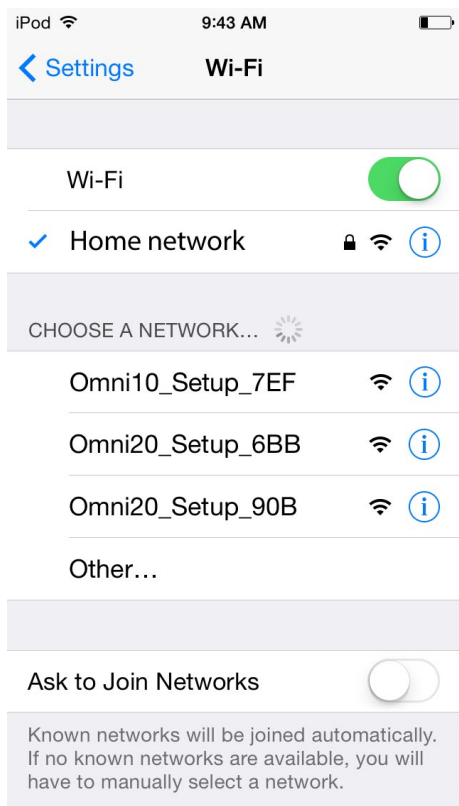 iPod 9:43 AM
Settings Wi-Fi
Wi-Fi
Home network
CHOOSE A NETWORK...
Omni10_Setup_7EF
Omni20_Setup_6BB
Omni20_Setup_90B
Other...
Ask to Join Networks
Known networks will be joined automatically.
If no known networks are available, you will
have to manually select a network.